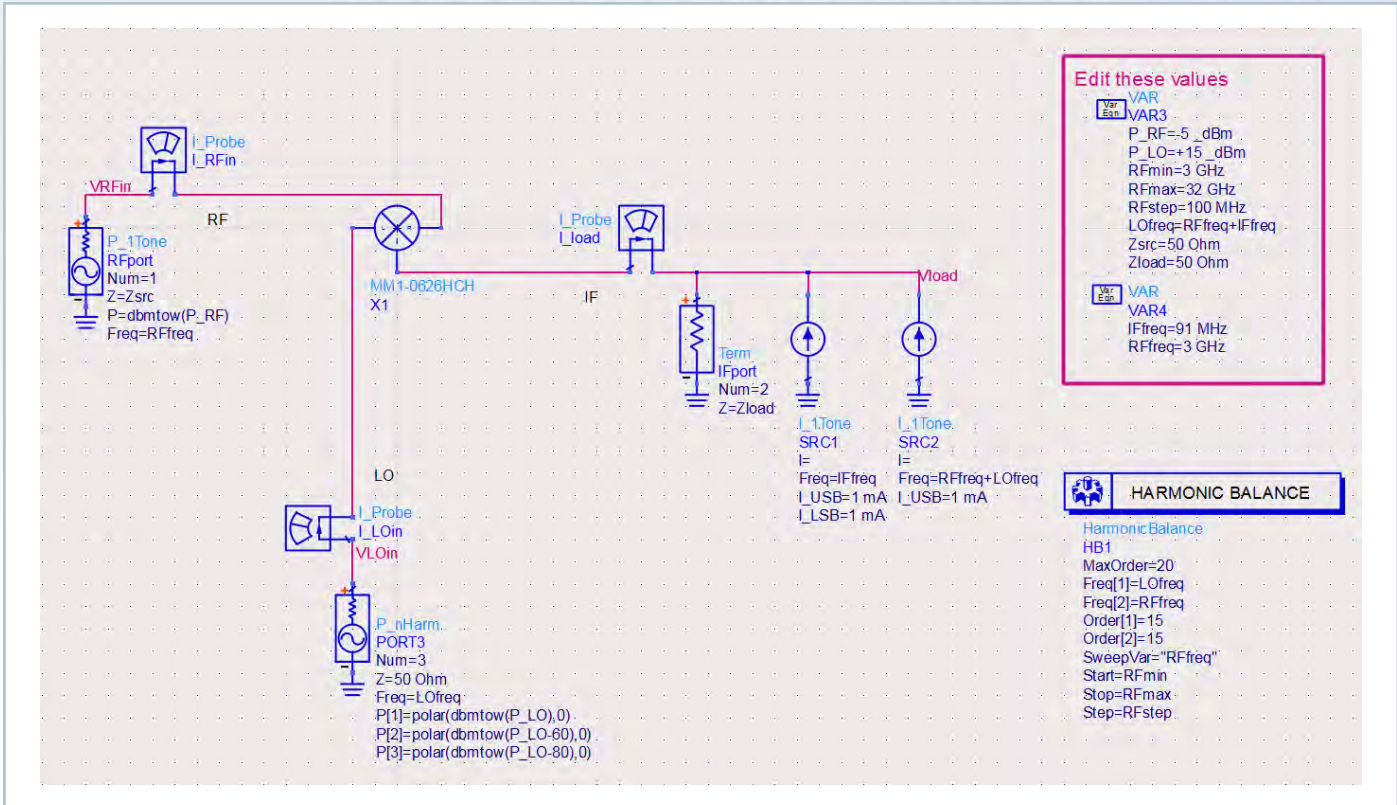 I_Probe
I_RFin
VRFin
RF
P_1Tone
RFport
Num=1
Z=Zsrc
P=dbmtow(P_RF)
Freq=RFfreq
MM1-0626HCH
X1
I_Probe
I_load
IF
Vload
Term
IFport
Num=2
Z=Zload
I_1Tone
SRC1
I=
Freq=IFfreq
I_USB=1 mA
I_LSB=1 mA
I_1Tone
SRC2
I=
Freq=RFfreq+LOfreq
I_USB=1 mA
LO
I_Probe
I_LOin
VLOin
P_nHarm
PORT3
Num=3
Z=50 Ohm
Freq=LOfreq
P[1]=polar(dbmtow(P_LO),0)
P[2]=polar(dbmtow(P_LO-60),0)
P[3]=polar(dbmtow(P_LO-80),0)
Edit these values
Var
Eqn
VAR
VAR3
P_RF=-5 _dBm
P_LO=+15 _dBm
RFmin=3 GHz
RFmax=32 GHz
RFstep=100 MHz
LOfreq=RFfreq+IFfreq
Zsrc=50 Ohm
Zload=50 Ohm
Var
Eqn
VAR
VAR4
IFfreq=91 MHz
RFfreq=3 GHz
HARMONIC BALANCE
HarmonicBalance
HB1
MaxOrder=20
Freq[1]=LOfreq
Freq[2]=RFfreq
Order[1]=15
Order[2]=15
SweepVar="RFfreq"
Start=RFmin
Stop=RFmax
Step=RFstep